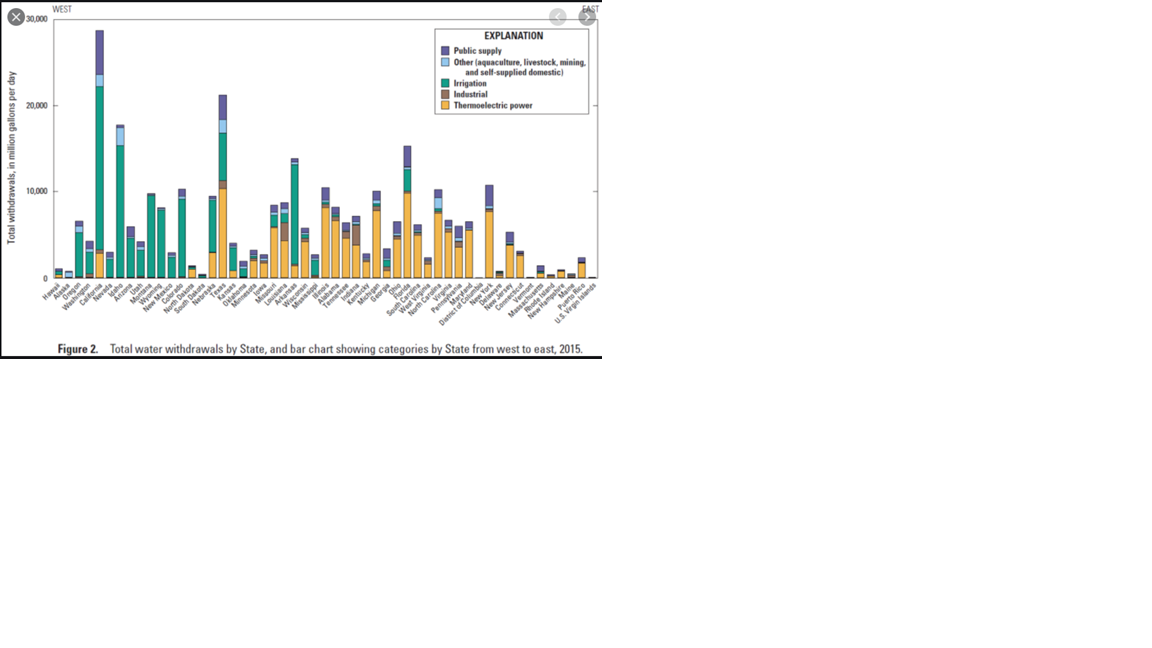 WEST
EAST
30,000
20,000
10,000
0
Total withdrawals, in million gallons per day
EXPLANATION
Public supply
Other (aquaculture, livestock, mining,
and self-supplied domestic)
Irrigation
Industrial
Thermoelectric power
Hawaii
Alaska
Oregon
Washington
California
Nevada
Idaho
Arizona
Utah
Montana
Wyoming
New Mexico
Colorado
North Dakota
South Dakota
Nebraska
Texas
Kansas
Oklahoma
Minnesota
Iowa
Missouri
Louisiana
Arkansas
Wisconsin
Mississippi
Illinois
Alabama
Tennessee
Indiana
Kentucky
Michigan
Georgia
Ohio
Florida
South Carolina
West Virginia
North Carolina
Virginia
Pennsylvania
Maryland
District of Columbia
New York
Delaware
New Jersey
Connecticut
Vermont
Massachusetts
Rhode Island
New Hampshire
Maine
Puerto Rico
U.S. Virgin Islands
Figure 2. Total water withdrawals by State, and bar chart showing categories by State from west to east, 2015.